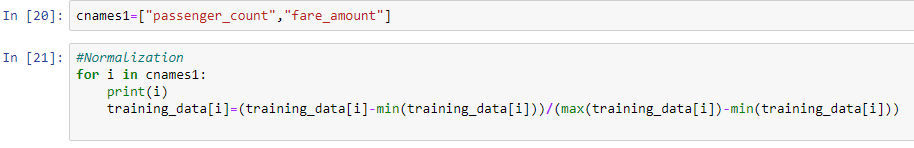 In [20]: cnames1=["passenger_count","fare_amount"]
In [21]: #Normalization
for i in cnames1:
    print(i)
    training_data[i]=(training_data[i]-min(training_data[i]))/(max(training_data[i])-min(training_data[i]))